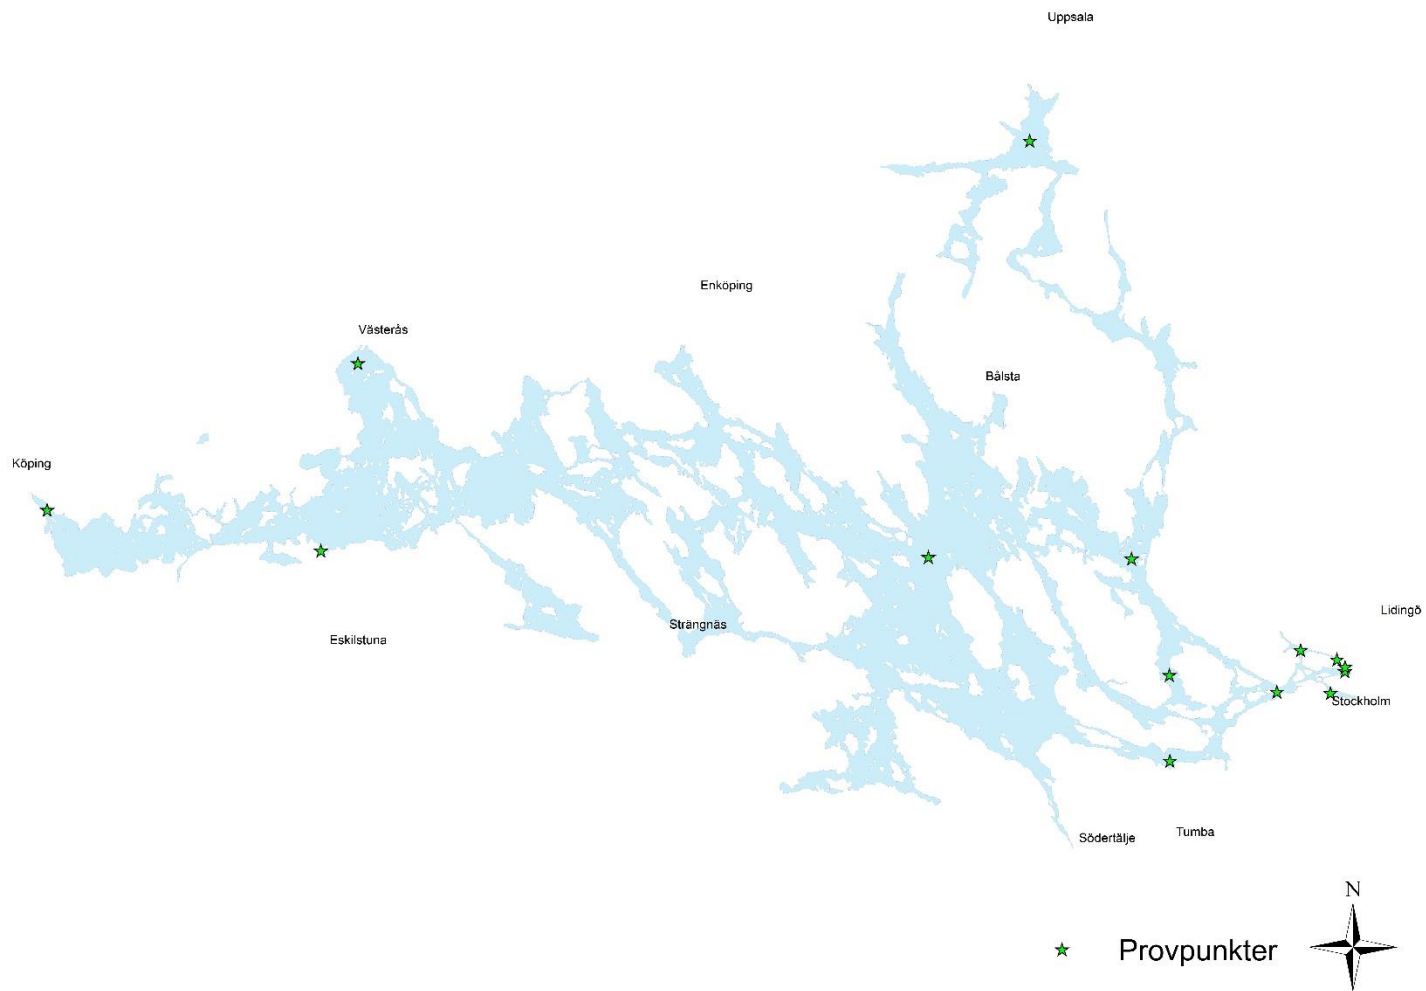 Uppsala
Enköping
Västerås
Bålsta
Köping
Lidingö
Strängnäs
Eskilstuna
Stockholm
Tumba
Södertälje
N
Provpunkter